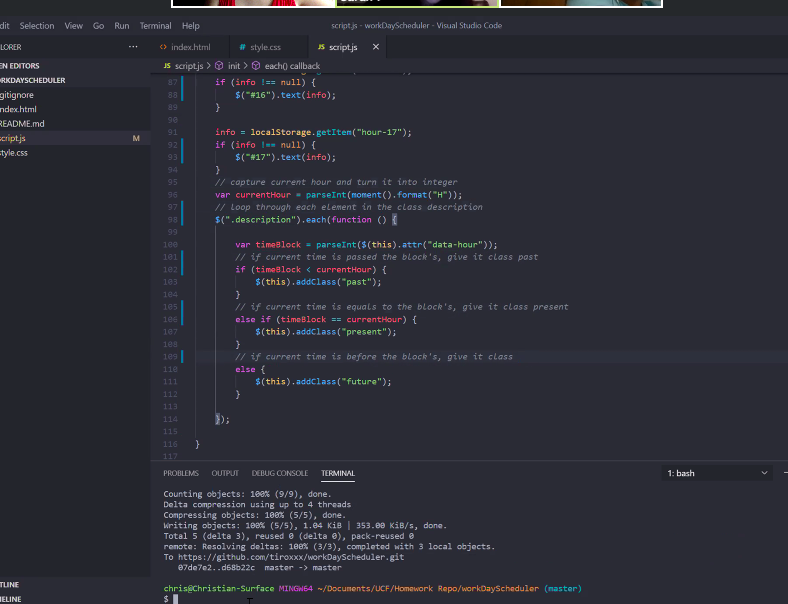 dit Selection View Go Run Terminal Help
script.js - workDayScheduler - Visual Studio Code
LORER ···
EN EDITORS
ORKDAYSCHEDULER
gitignore
ndex.html
README.md
script.js M
tyle.css
TLINE
MELINE
<> index.html # style.css JS script.js ×
JS script.js > init > each() callback
87 if (info !== null) {
88 $("#16").text(info);
89 }
90
91 info = localStorage.getItem("hour-17");
92 if (info !== null) {
93 $("#17").text(info);
94 }
95 // capture current hour and turn it into integer
96 var currentHour = parseInt(moment().format("H"));
97 // Loop through each element in the class description
98 $(".description").each(function () {
99
100 var timeBlock = parseInt($(this).attr("data-hour"));
101 // if current time is passed the block's, give it class past
102 if (timeBlock < currentHour) {
103 $(this).addClass("past");
104 }
105 // if current time is equals to the block's, give it class present
106 else if (timeBlock == currentHour) {
107 $(this).addClass("present");
108 }
109 // if current time is before the block's, give it class
110 else {
111 $(this).addClass("future");
112 }
113
114 });
115
116 }
117
PROBLEMS OUTPUT DEBUG CONSOLE TERMINAL 1: bash
Counting objects: 100% (9/9), done.
Delta compression using up to 4 threads
Compressing objects: 100% (5/5), done.
Writing objects: 100% (5/5), 1.04 KiB | 353.00 KiB/s, done.
Total 5 (delta 3), reused 0 (delta 0), pack-reused 0
remote: Resolving deltas: 100% (3/3), completed with 3 local objects.
To https://github.com/tiroxxx/workDayScheduler.git
07de7e2..d68b22c master -> master
chris@Christian-Surface MINGW64 ~/Documents/UCF/Homework Repo/workDayScheduler (master)
$